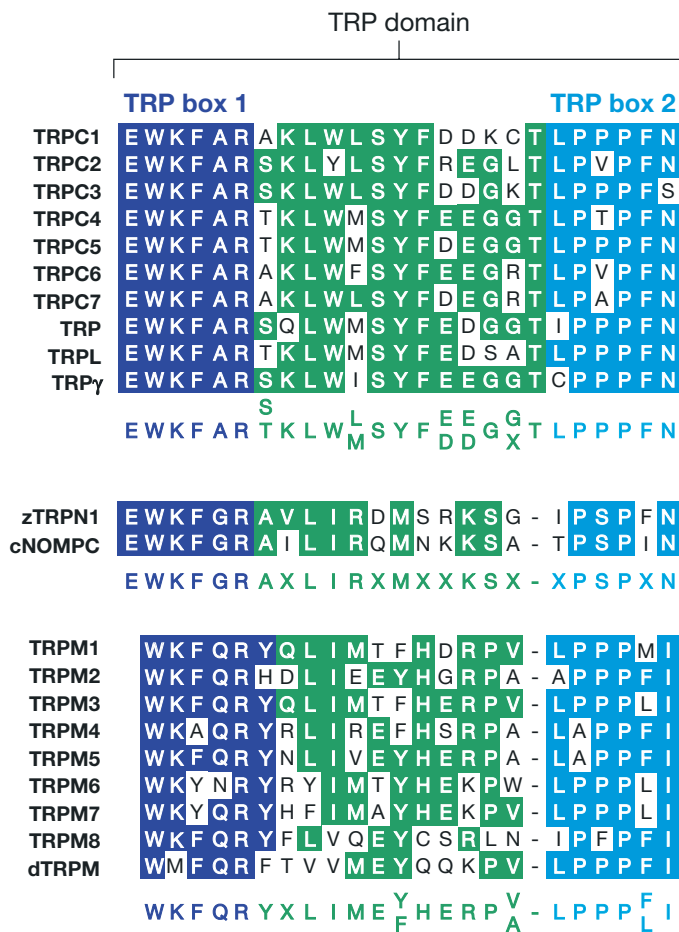 TRP domain
TRP box 1 TRP box 2
TRPC1 E W K F A R A K L W L S Y F D D K C T L P P P F N
TRPC2 E W K F A R S K L Y L S Y F R E G L T L P V P F N
TRPC3 E W K F A R S K L W L S Y F D D G K T L P P P F S
TRPC4 E W K F A R T K L W M S Y F E E G G T L P T P F N
TRPC5 E W K F A R T K L W M S Y F D E G G T L P P P F N
TRPC6 E W K F A R A K L W F S Y F E E G R T L P V P F N
TRPC7 E W K F A R A K L W L S Y F D E G R T L P A P F N
TRP E W K F A R S Q L W M S Y F E D G G T I P P P F N
TRPL E W K F A R T K L W M S Y F E D S A T L P P P F N
TRPγ E W K F A R S K L W I S Y F E E G G T C P P P F N
S L E E G
E W K F A R T K L W M S Y F D D G X T L P P P F N
zTRPN1 E W K F G R A V L I R D M S R K S G - I P S P F N
cNOMPC E W K F G R A I L I R Q M N K K S A - T P S P I N
E W K F G R A X L I R X M X X K S X - X P S P X N
TRPM1 W K F Q R Y Q L I M T F H D R P V - L P P P M I
TRPM2 W K F Q R H D L I E E Y H G R P A - A P P P F I
TRPM3 W K F Q R Y Q L I M T F H E R P V - L P P P L I
TRPM4 W K A Q R Y R L I R E F H S R P A - L A P P F I
TRPM5 W K F Q R Y N L I V E Y H E R P A - L A P P F I
TRPM6 W K Y N R Y R Y I M T Y H E K P W - L P P P L I
TRPM7 W K Y Q R Y H F I M A Y H E K P V - L P P P L I
TRPM8 W K F Q R Y F L V Q E Y C S R L N - I P F P F I
dTRPM W M F Q R F T V V M E Y Q Q K P V - L P P P F I
Y V F
W K F Q R Y X L I M E F H E R P A - L P P P L I